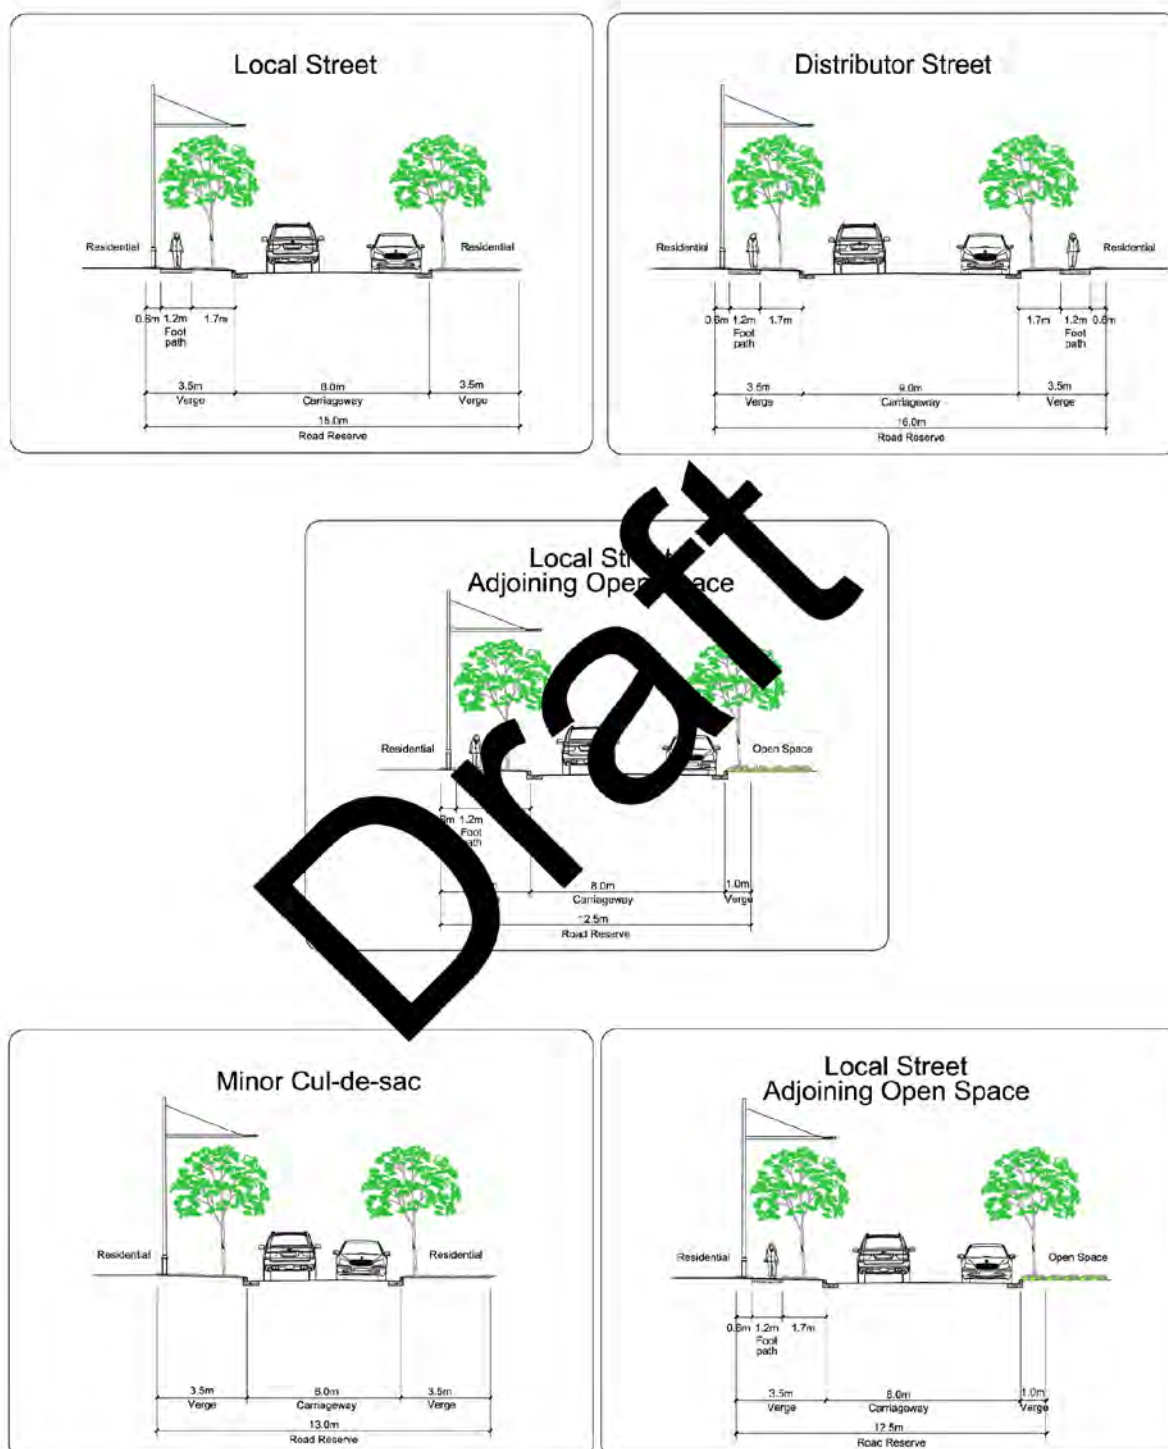 Local Street
Residential
Residential
0.6m 1.2m 1.7m
Foot
path
3.5m 8.0m 3.5m
Verge Carriageway Verge
15.0m
Road Reserve
Distributor Street
Residential
Residential
0.6m 1.2m 1.7m 1.7m 1.2m 0.6m
Foot Foot
path path
3.5m 9.0m 3.5m
Verge Carriageway Verge
16.0m
Road Reserve
Local
Adjoining
Residential
Open Space
1.2m
Foot
8.0m 1.0m
Carriageway Verge
12.5m
Road Reserve
Draft
Minor Cul-de-sac
Residential
Residential
3.5m 6.0m 3.5m
Verge Carriageway Verge
13.0m
Road Reserve
Local Street
Adjoining Open Space
Residential
Open Space
0.6m 1.2m 1.7m
Foot
path
3.5m 8.0m 1.0m
Verge Carriageway Verge
12.5m
Road Reserve